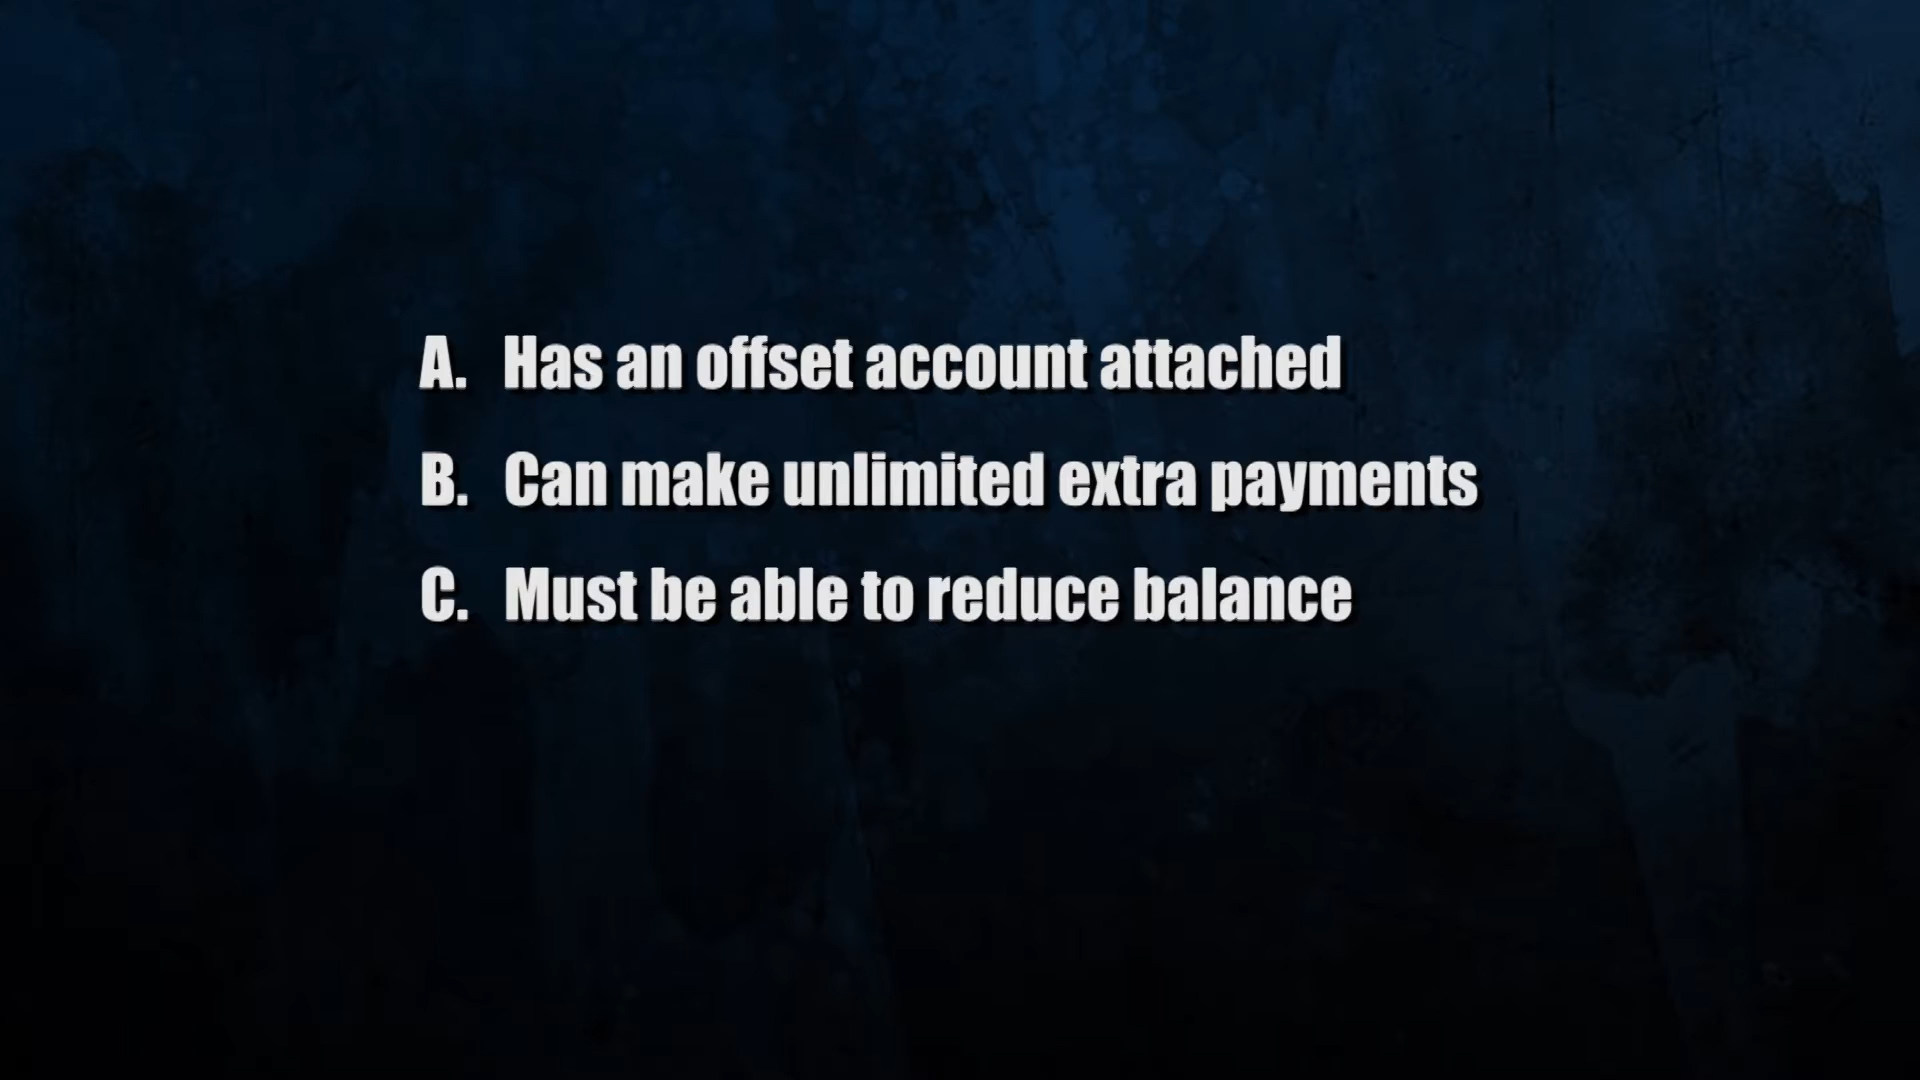 A. Has an offset account attached
B. Can make unlimited extra payments
C. Must be able to reduce balance